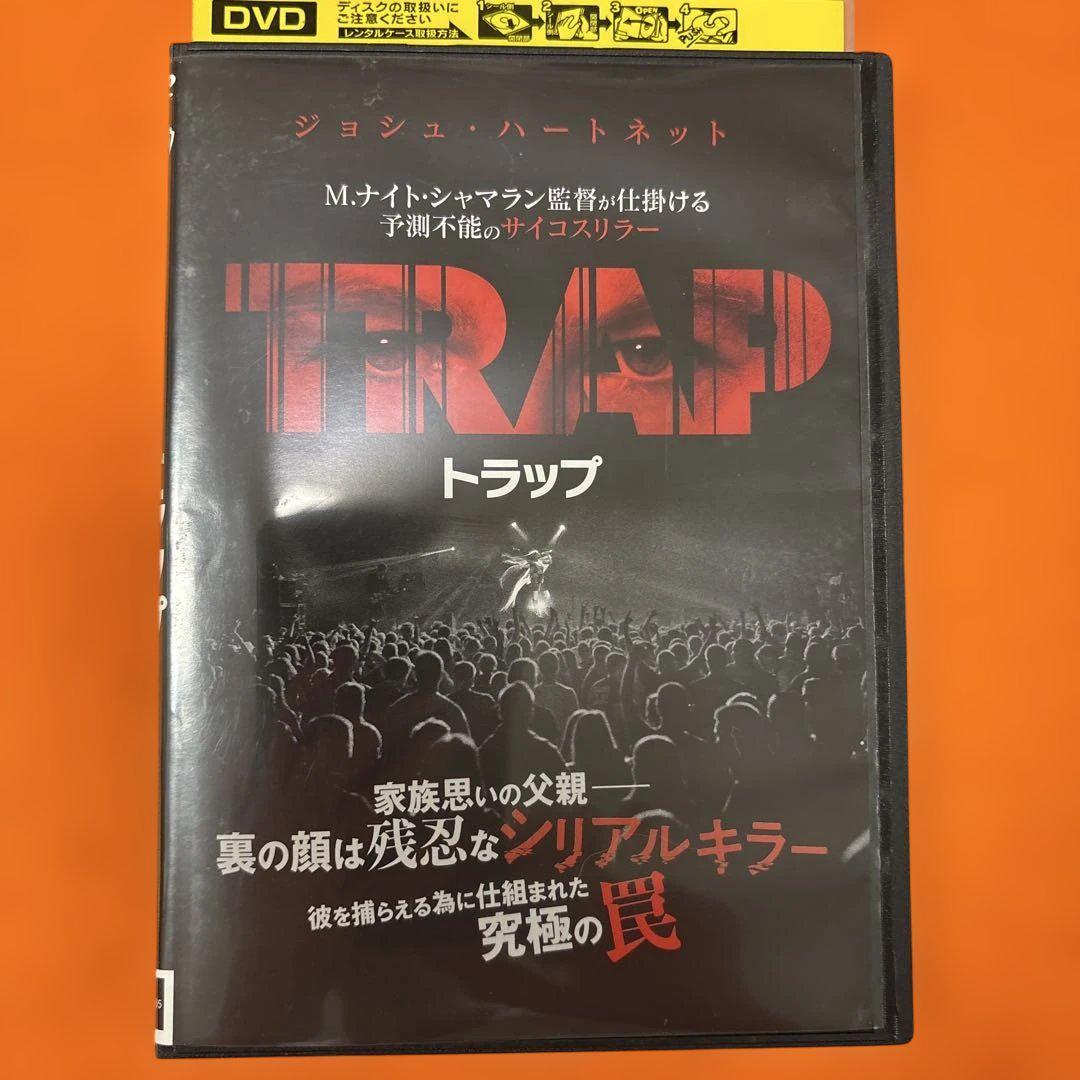 DVD
ディスクの取扱いに
ご注意ください
レンタルケース取扱方法
1
2
3 OPEN
4 PUSH
ジョシュ・ハートネット
M.ナイト・シャマラン監督が仕掛ける
予測不能のサイコスリラー
TRAP
トラップ
家族思いの父親――
裏の顔は残忍なシリアルキラー
彼を捕らえる為に仕組まれた
究極の罠